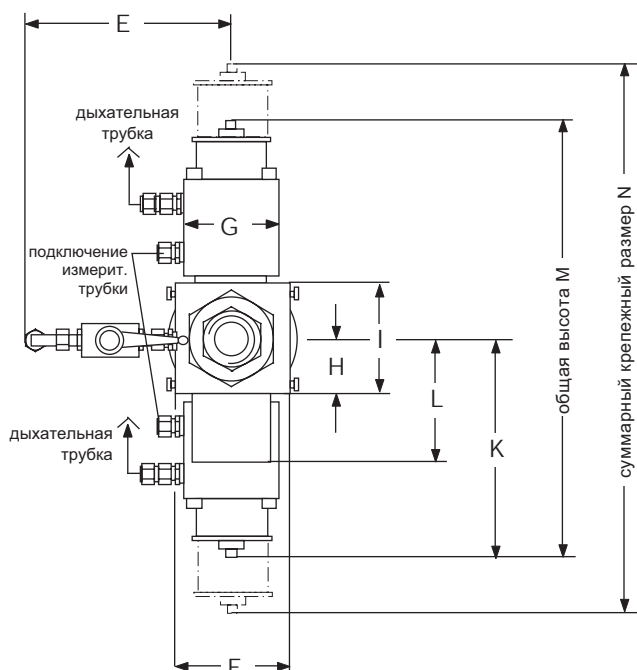 E
дыхательная
трубка
G
подключение
измерит.
трубки
I
H
L
K
общая высота M
суммарный крепежный размер N
дыхательная
трубка
F